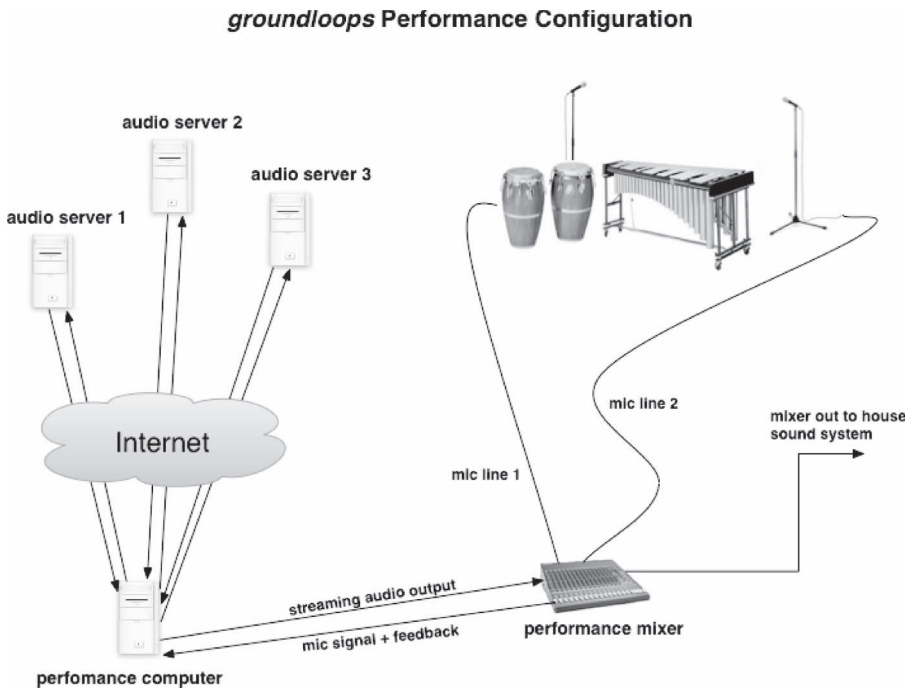 groundloops Performance Configuration
audio server 2
audio server 3
audio server 1
Internet
mic line 2
mixer out to house
sound system
mic line 1
streaming audio output
mic signal + feedback
performance mixer
perfomance computer